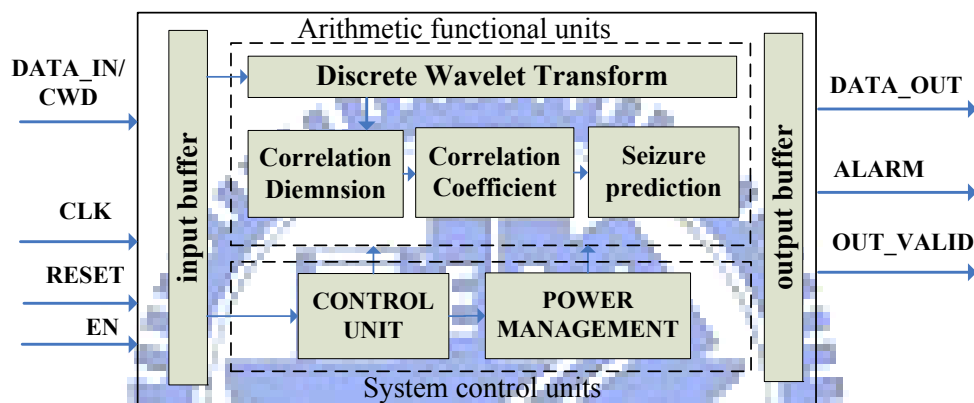 Arithmetic functional units
DATA_IN/
CWD
CLK
RESET
EN
input buffer
Discrete Wavelet Transform
Correlation
Diemnsion
Correlation
Coefficient
Seizure
prediction
CONTROL
UNIT
POWER
MANAGEMENT
System control units
output buffer
DATA_OUT
ALARM
OUT_VALID